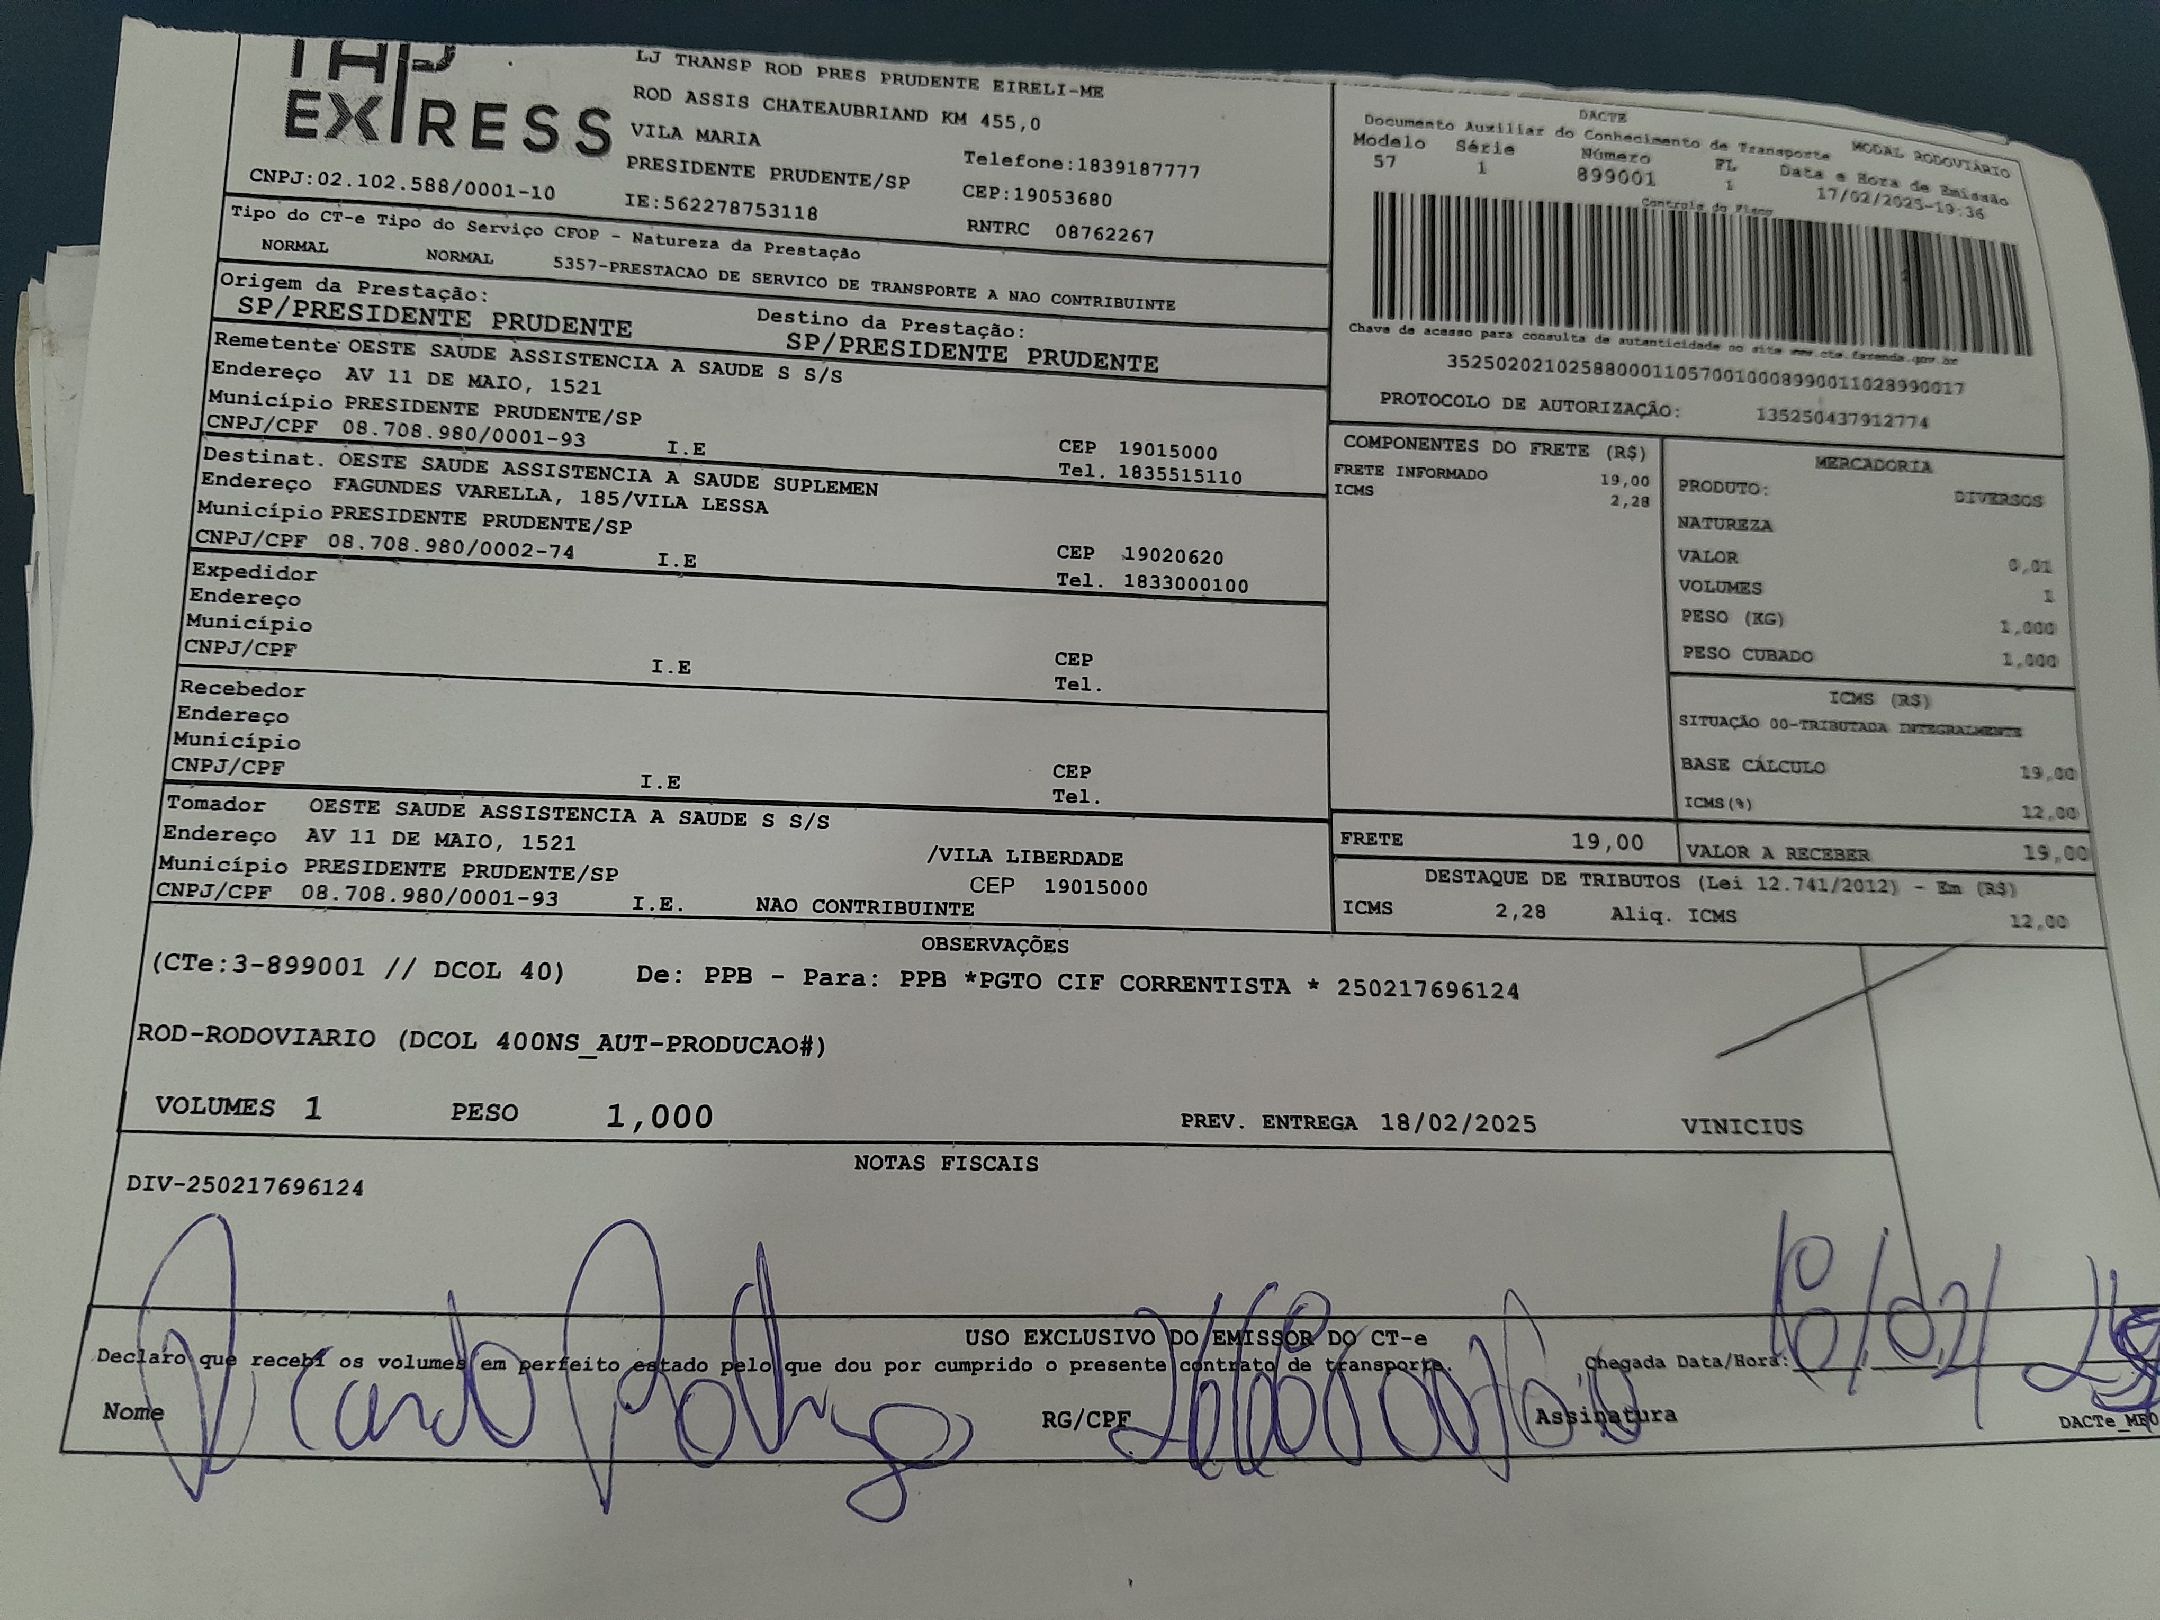 EXPRESS
LJ TRANSP ROD PRES PRUDENTE EIRELI-ME
ROD ASSIS CHATEAUBRIAND KM 455,0
VILA MARIA
Telefone:1839187777
PRESIDENTE PRUDENTE/SP CEP:19053680
CNPJ:02.102.588/0001-10 IE:562278753118 RNTRC 08762267
DACTE
Documento Auxiliar do Conhecimento de Transporte MODAL RODOVIÁRIO
Modelo Série Número FL Data e Hora de Emissão
57 1 899001 1 17/02/2025-19:36
Controle do Fisco
Chave de acesso para consulta de autenticidade no site www.cte.fazenda.gov.br
35250202102588000110570010008990011028990017
PROTOCOLO DE AUTORIZAÇÃO: 135250437912774
Tipo do CT-e Tipo do Serviço CFOP - Natureza da Prestação
NORMAL NORMAL 5357-PRESTACAO DE SERVICO DE TRANSPORTE A NAO CONTRIBUINTE
Origem da Prestação: Destino da Prestação:
SP/PRESIDENTE PRUDENTE SP/PRESIDENTE PRUDENTE
Remetente OESTE SAUDE ASSISTENCIA A SAUDE S S/S
Endereço AV 11 DE MAIO, 1521
Município PRESIDENTE PRUDENTE/SP CEP 19015000
CNPJ/CPF 08.708.980/0001-93 I.E Tel. 1835515110
Destinat. OESTE SAUDE ASSISTENCIA A SAUDE SUPLEMEN
Endereço FAGUNDES VARELLA, 185/VILA LESSA
Município PRESIDENTE PRUDENTE/SP CEP 19020620
CNPJ/CPF 08.708.980/0002-74 I.E Tel. 1833000100
Expedidor
Endereço
Município CEP
CNPJ/CPF I.E Tel.
Recebedor
Endereço
Município CEP
CNPJ/CPF I.E Tel.
Tomador OESTE SAUDE ASSISTENCIA A SAUDE S S/S
Endereço AV 11 DE MAIO, 1521 /VILA LIBERDADE
Município PRESIDENTE PRUDENTE/SP CEP 19015000
CNPJ/CPF 08.708.980/0001-93 I.E. NAO CONTRIBUINTE
COMPONENTES DO FRETE (R$)
FRETE INFORMADO 19,00
ICMS 2,28
MERCADORIA
PRODUTO: DIVERSOS
NATUREZA
VALOR 0,01
VOLUMES 1
PESO (KG) 1,000
PESO CUBADO 1,000
ICMS (R$)
SITUAÇÃO 00-TRIBUTADA INTEGRALMENTE
BASE CÁLCULO 19,00
ICMS(%) 12,00
FRETE 19,00 VALOR A RECEBER 19,00
DESTAQUE DE TRIBUTOS (Lei 12.741/2012) - Em (R$)
ICMS 2,28 Aliq. ICMS 12,00
OBSERVAÇÕES
(CTe:3-899001 // DCOL 40) De: PPB - Para: PPB *PGTO CIF CORRENTISTA * 250217696124
ROD-RODOVIARIO (DCOL 400NS_AUT-PRODUCAO#)
VOLUMES 1 PESO 1,000 PREV. ENTREGA 18/02/2025 VINICIUS
NOTAS FISCAIS
DIV-250217696124
USO EXCLUSIVO DO EMISSOR DO CT-e
Declaro que recebi os volumes em perfeito estado pelo que dou por cumprido o presente contrato de transporte. Chegada Data/Hora:
Nome RG/CPF Assinatura